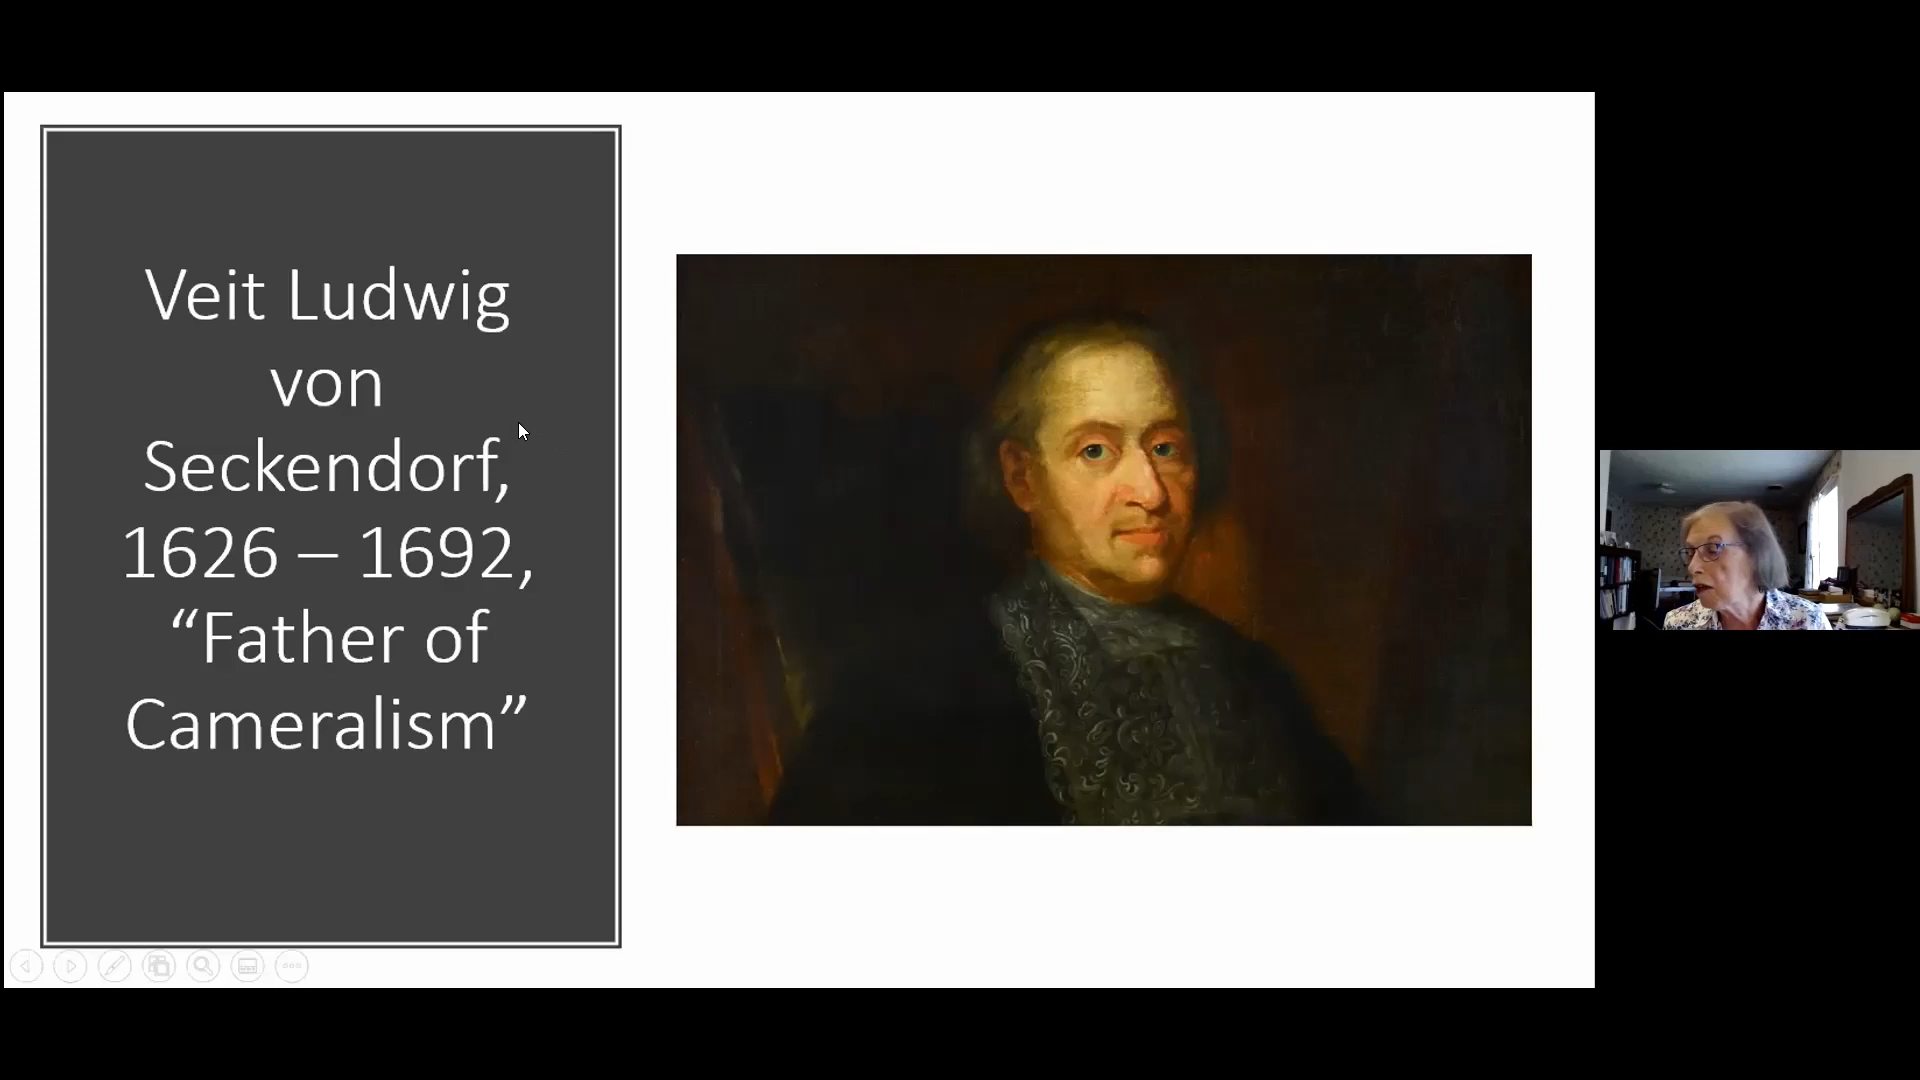 Veit Ludwig
von
Seckendorf,
1626 – 1692,
“Father of
Cameralism”